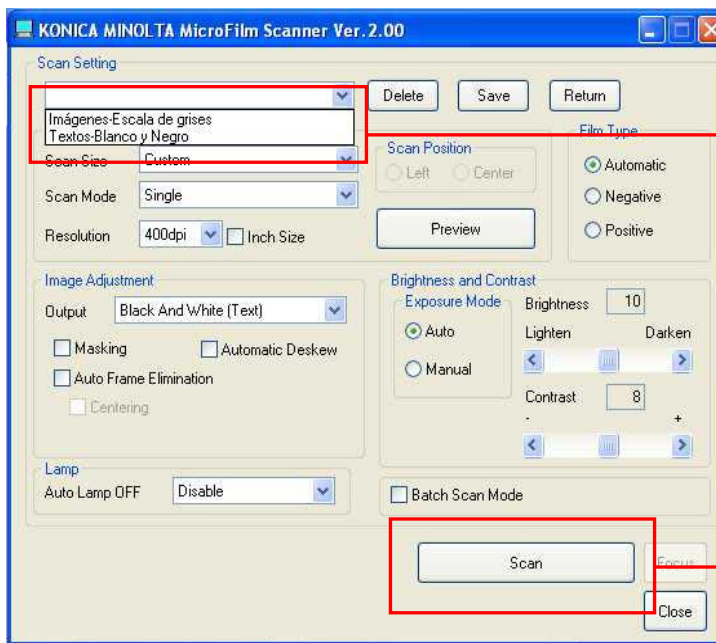 KONICA MINOLTA MicroFilm Scanner Ver.2.00
Scan Setting
Delete Save Return
Imágenes-Escala de grises
Textos-Blanco y Negro
Scan Size Custom
Scan Mode Single
Resolution 400dpi Inch Size
Scan Position
Left Center
Preview
Film Type
Automatic
Negative
Positive
Image Adjustment
Output Black And White (Text)
Masking Automatic Deskew
Auto Frame Elimination
Centering
Brightness and Contrast
Exposure Mode
Auto
Manual
Brightness 10
Lighten Darken
Contrast 8
- +
Lamp
Auto Lamp OFF Disable
Batch Scan Mode
Scan Focus
Close